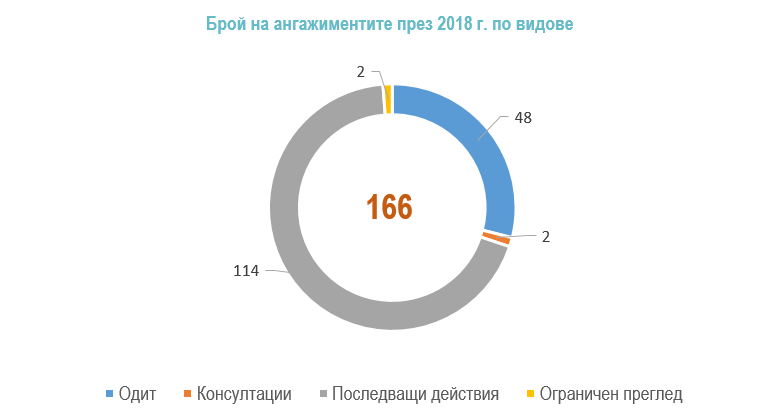 Брой на ангажиментите през 2018 г. по видове
2
48
166
2
114
Одит
Консултации
Последващи действия
Ограничен преглед